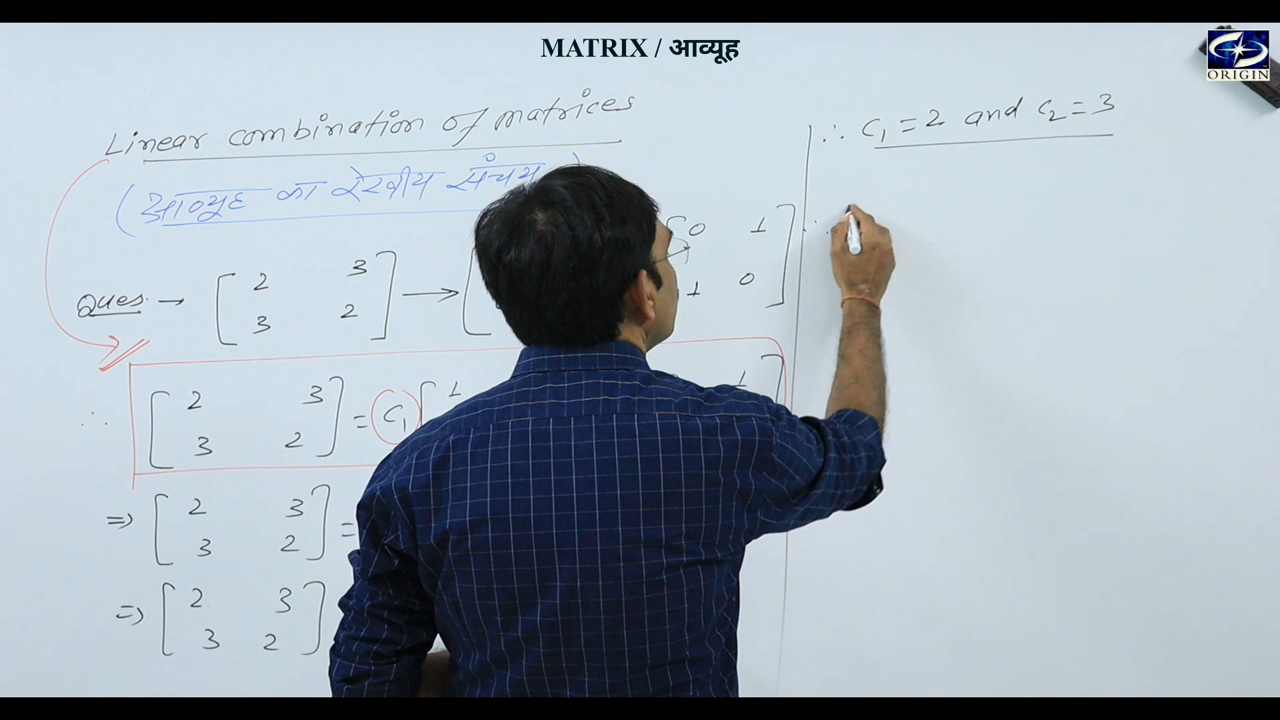 MATRIX / आव्यूह
ORIGIN
Linear combination of matrices
(आव्यूह का रेखीय संचय)
Ques → [ 2 3 → [ 0 1 ]
3 2 ] 1 0 ]
∴ [ 2 3 ] = C₁ [ 1 1 ]
3 2
⇒ [ 2 3 ] =
3 2
⇒ [ 2 3 ]
3 2
∴ C₁ = 2 and C₂ = 3
∴